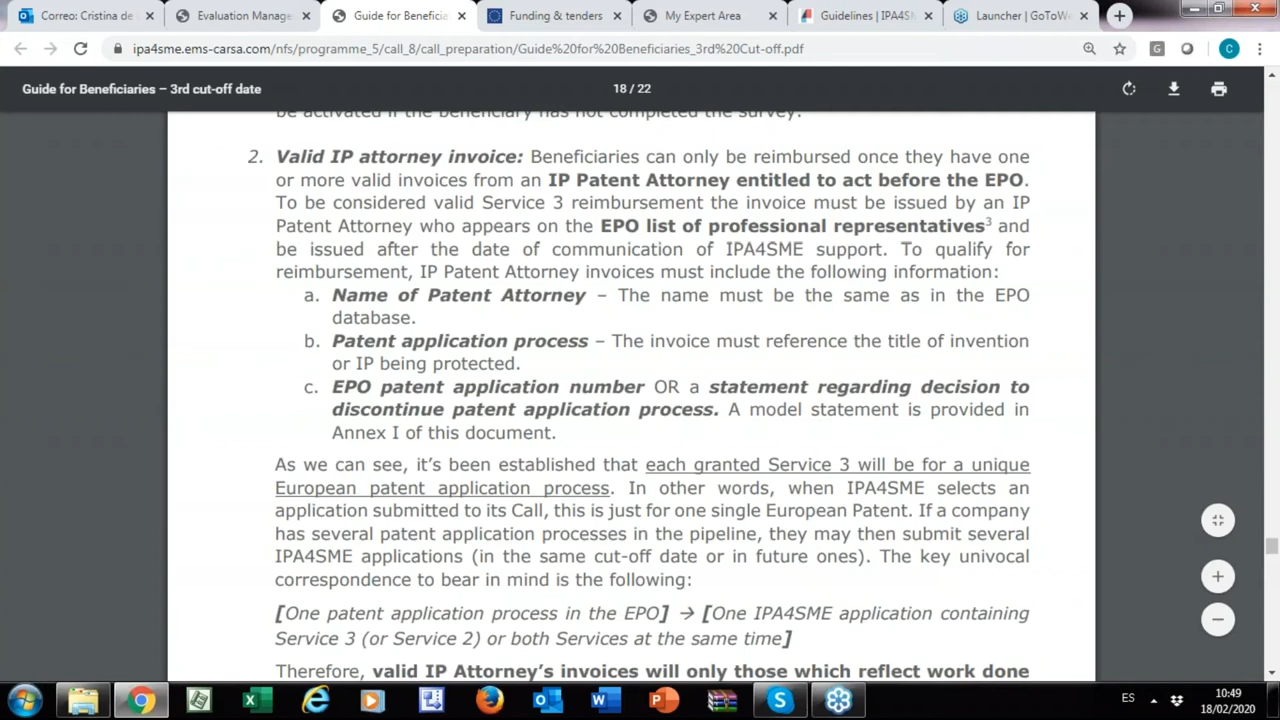 Correo: Cristina de
Evaluation Manage
Guide for Beneficia
Funding & tenders
My Expert Area
Guidelines | IPA4SM
Launcher | GoToWe
ipa4sme.ems-carsa.com/nfs/programme_5/call_8/call_preparation/Guide%20for%20Beneficiaries_3rd%20Cut-off.pdf
Guide for Beneficiaries – 3rd cut-off date
18 / 22
be activated if the beneficiary has not completed the survey.
2. Valid IP attorney invoice: Beneficiaries can only be reimbursed once they have one
or more valid invoices from an IP Patent Attorney entitled to act before the EPO.
To be considered valid Service 3 reimbursement the invoice must be issued by an IP
Patent Attorney who appears on the EPO list of professional representatives3 and
be issued after the date of communication of IPA4SME support. To qualify for
reimbursement, IP Patent Attorney invoices must include the following information:
a. Name of Patent Attorney – The name must be the same as in the EPO
database.
b. Patent application process – The invoice must reference the title of invention
or IP being protected.
c. EPO patent application number OR a statement regarding decision to
discontinue patent application process. A model statement is provided in
Annex I of this document.
As we can see, it's been established that each granted Service 3 will be for a unique
European patent application process. In other words, when IPA4SME selects an
application submitted to its Call, this is just for one single European Patent. If a company
has several patent application processes in the pipeline, they may then submit several
IPA4SME applications (in the same cut-off date or in future ones). The key univocal
correspondence to bear in mind is the following:
[One patent application process in the EPO] → [One IPA4SME application containing
Service 3 (or Service 2) or both Services at the same time]
Therefore, valid IP Attorney's invoices will only those which reflect work done
ES
10:49
18/02/2020